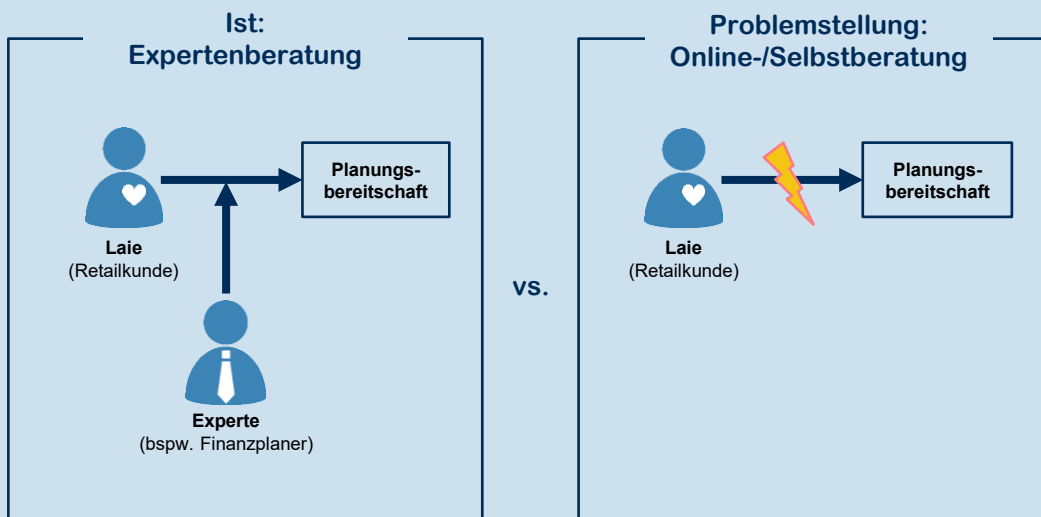 Ist:
Expertenberatung
Planungs-
bereitschaft
Laie
(Retailkunde)
Experte
(bspw. Finanzplaner)
vs.
Problemstellung:
Online-/Selbstberatung
Planungs-
bereitschaft
Laie
(Retailkunde)